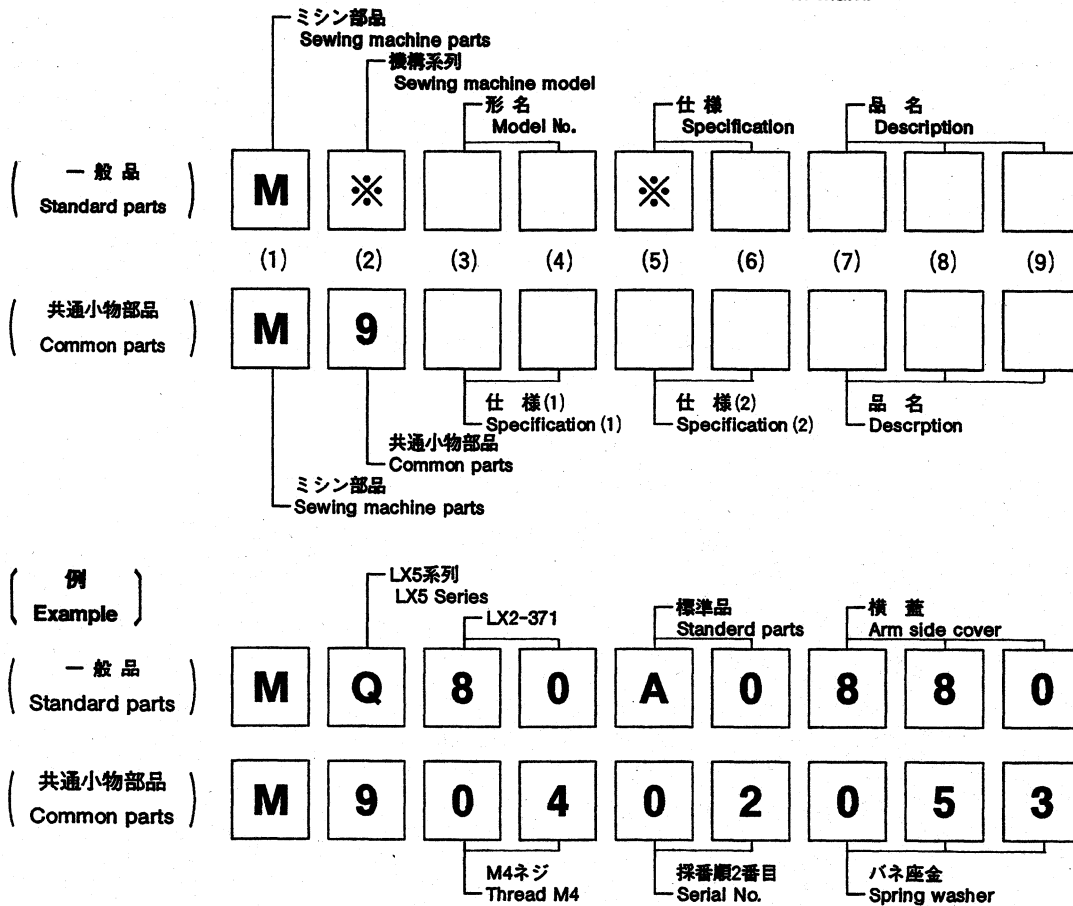 ミシン部品
Sewing machine parts
機構系列
Sewing machine model
形 名
Model No.
仕 様
Specification
品 名
Description
一 般 品
Standard parts
M ※ ※
(1) (2) (3) (4) (5) (6) (7) (8) (9)
共通小物部品
Common parts
M 9
仕 様(1)
Specification(1)
仕 様(2)
Specification(2)
品 名
Descrption
共通小物部品
Common parts
ミシン部品
Sewing machine parts
例
Example
LX5系列
LX5 Series
LX2-371
標準品
Standerd parts
横 蓋
Arm side cover
一 般 品
Standard parts
M Q 8 0 A 0 8 8 0
共通小物部品
Common parts
M 9 0 4 0 2 0 5 3
M4ネジ
Thread M4
採番順2番目
Serial No.
バネ座金
Spring washer